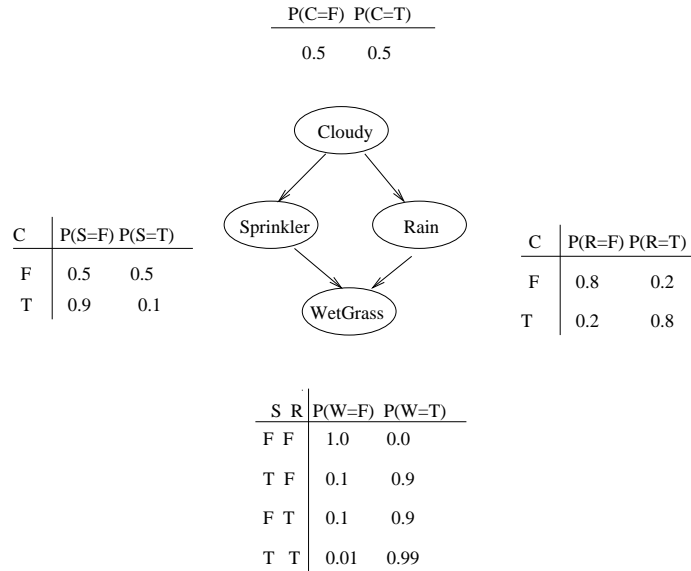 P(C=F) P(C=T)
0.5 0.5
Cloudy
Sprinkler
Rain
WetGrass
C P(S=F) P(S=T)
F 0.5 0.5
T 0.9 0.1
C P(R=F) P(R=T)
F 0.8 0.2
T 0.2 0.8
S R P(W=F) P(W=T)
F F 1.0 0.0
T F 0.1 0.9
F T 0.1 0.9
T T 0.01 0.99